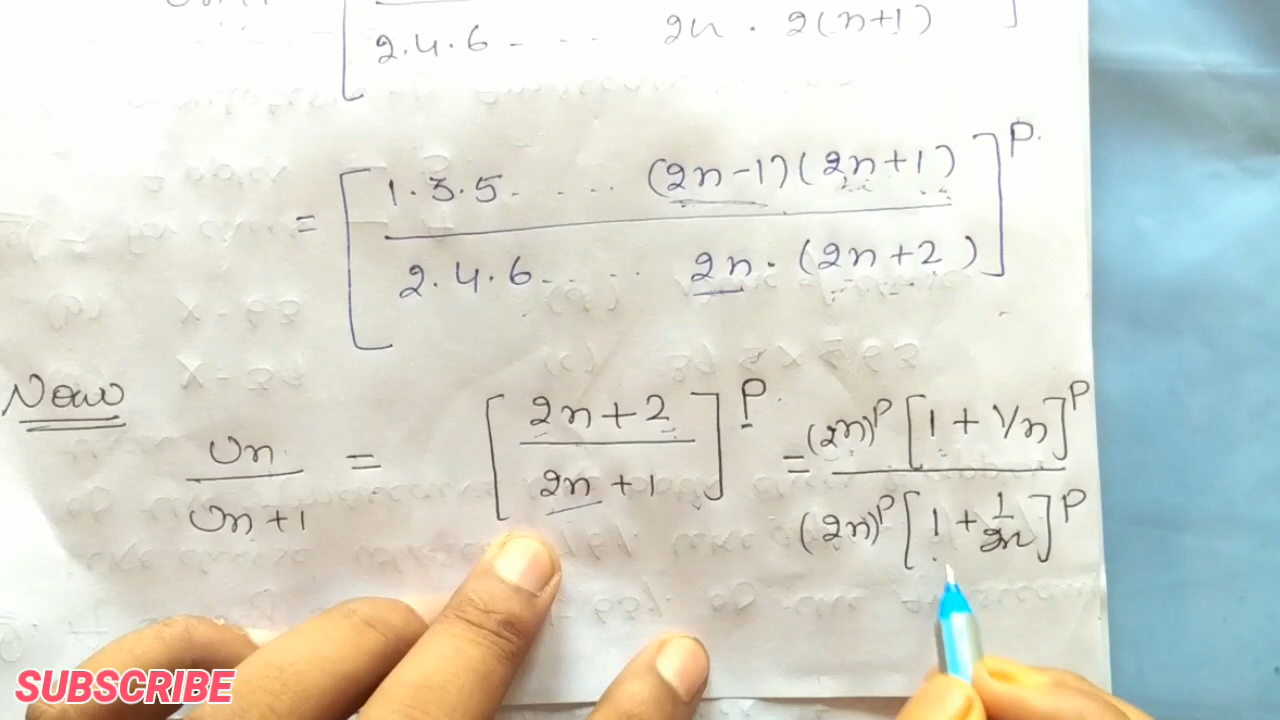 2.4.6 - . . . 2n . 2(n+1)
P.
1.3.5 - . . . (2n-1)(2n+1)
=
2.4.6 - . . . 2n . (2n+2)
Now
Un / Un+1 = [ 2n+2 / 2n+1 ]^P. = (2n)^P [1 + 1/n]^P / (2n)^P [1 + 1/2n]^P
SUBSCRIBE